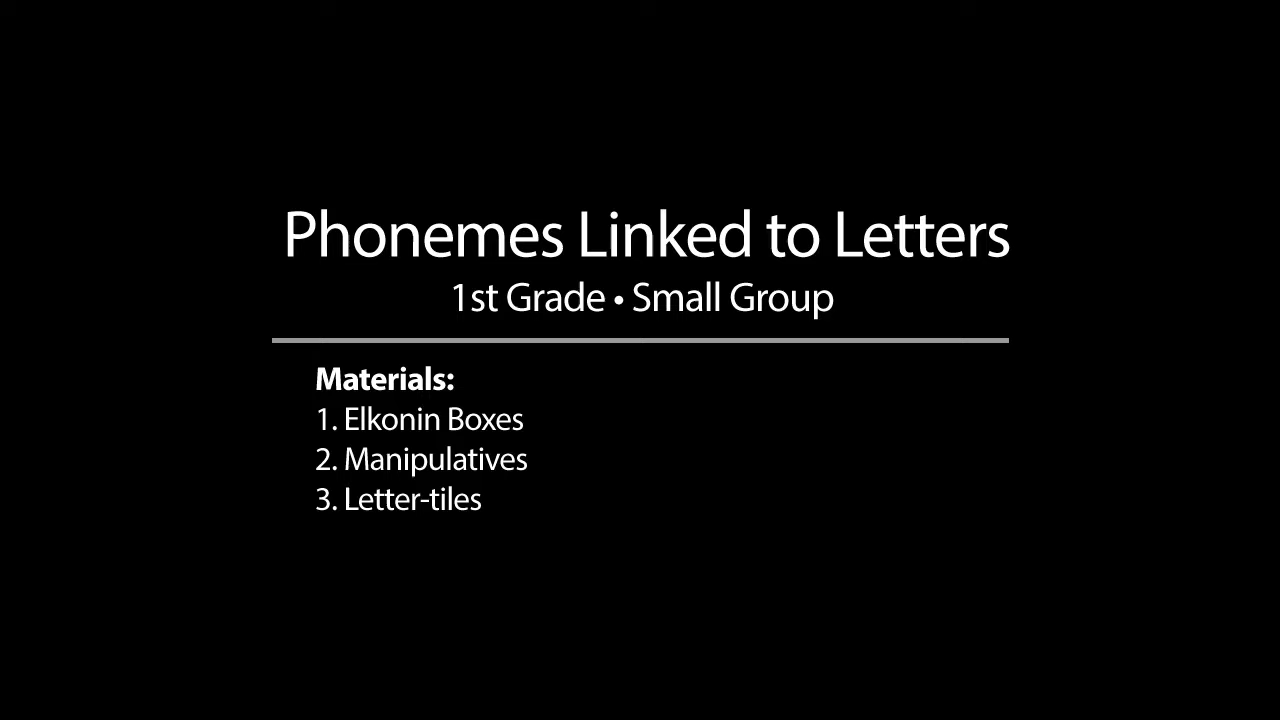 Phonemes Linked to Letters
1st Grade • Small Group
Materials:
1. Elkonin Boxes
2. Manipulatives
3. Letter-tiles